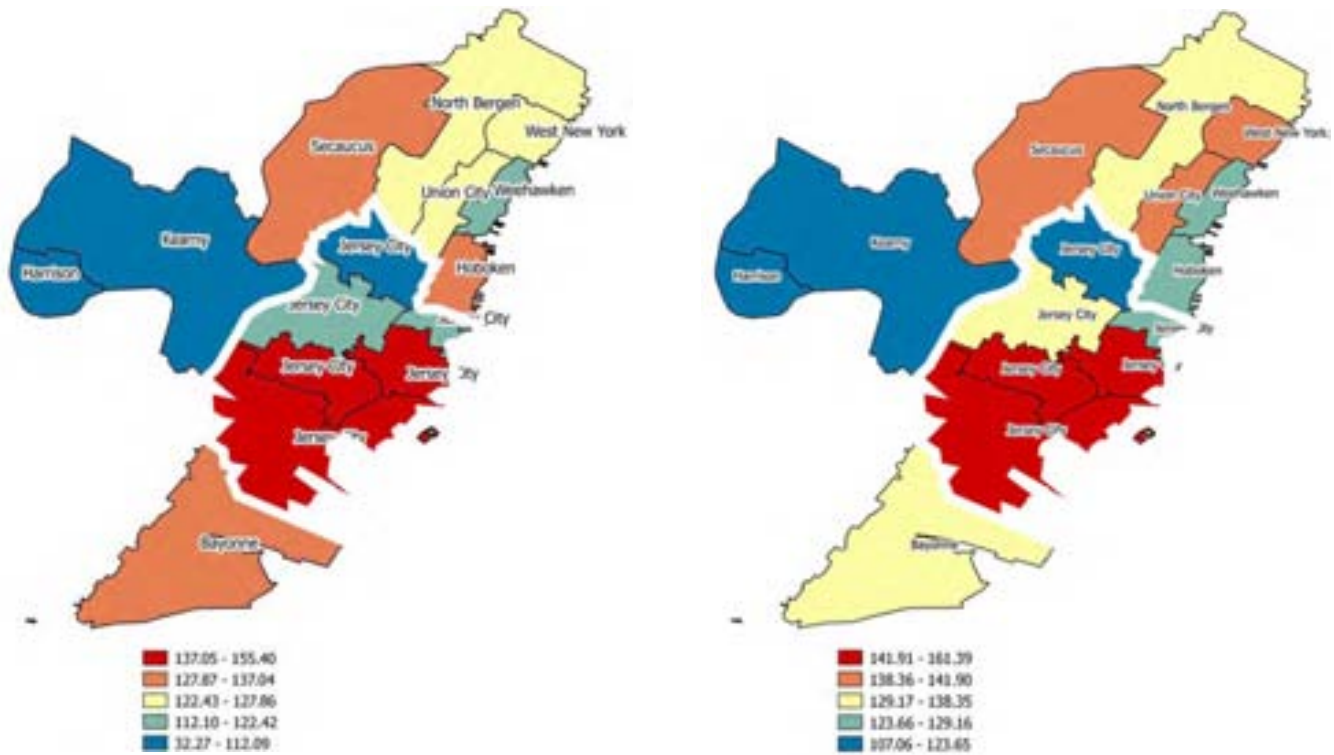 North Bergen
West New York
Secaucus
Union City
Weehawken
Kearny
Jersey City
Harrison
Hoboken
Jersey City
City
Jersey City
Jersey City
Jersey City
Bayonne
137.05 - 155.40
127.87 - 137.04
122.43 - 127.86
112.10 - 122.42
32.27 - 112.09
North Bergen
West New York
Secaucus
Union City
Weehawken
Kearny
Jersey City
Harrison
Hoboken
Jersey City
Jersey City
Jersey
Jersey City
Bayonne
141.91 - 161.39
138.36 - 141.90
129.17 - 138.35
123.66 - 129.16
107.06 - 123.65